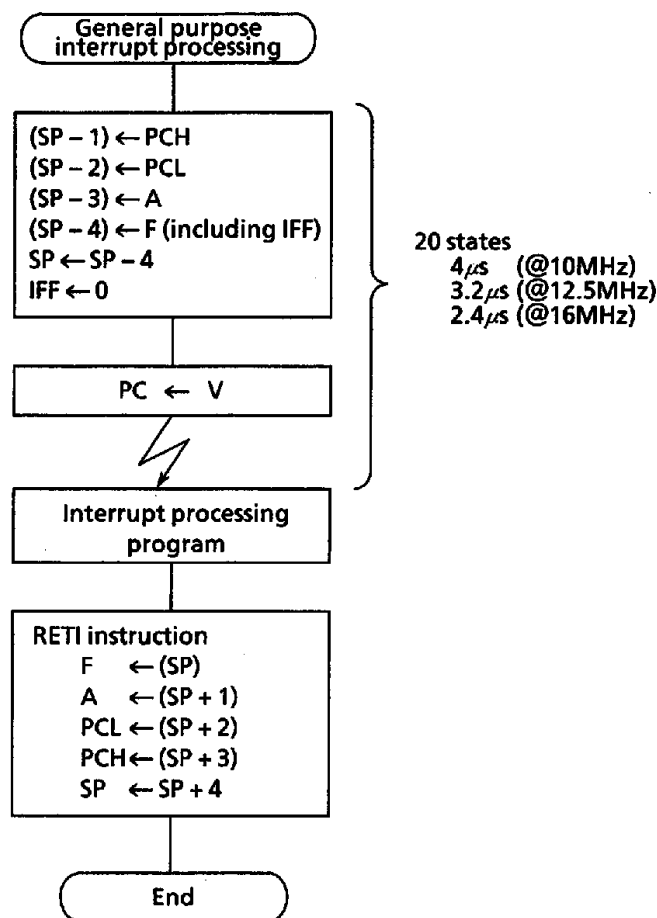 General purpose
interrupt processing
(SP – 1) ← PCH
(SP – 2) ← PCL
(SP – 3) ← A
(SP – 4) ← F (including IFF)
SP ← SP – 4
IFF ← 0
20 states
4μs (@10MHz)
3.2μs (@12.5MHz)
2.4μs (@16MHz)
PC ← V
Interrupt processing
program
RETI instruction
F ← (SP)
A ← (SP + 1)
PCL ← (SP + 2)
PCH ← (SP + 3)
SP ← SP + 4
End